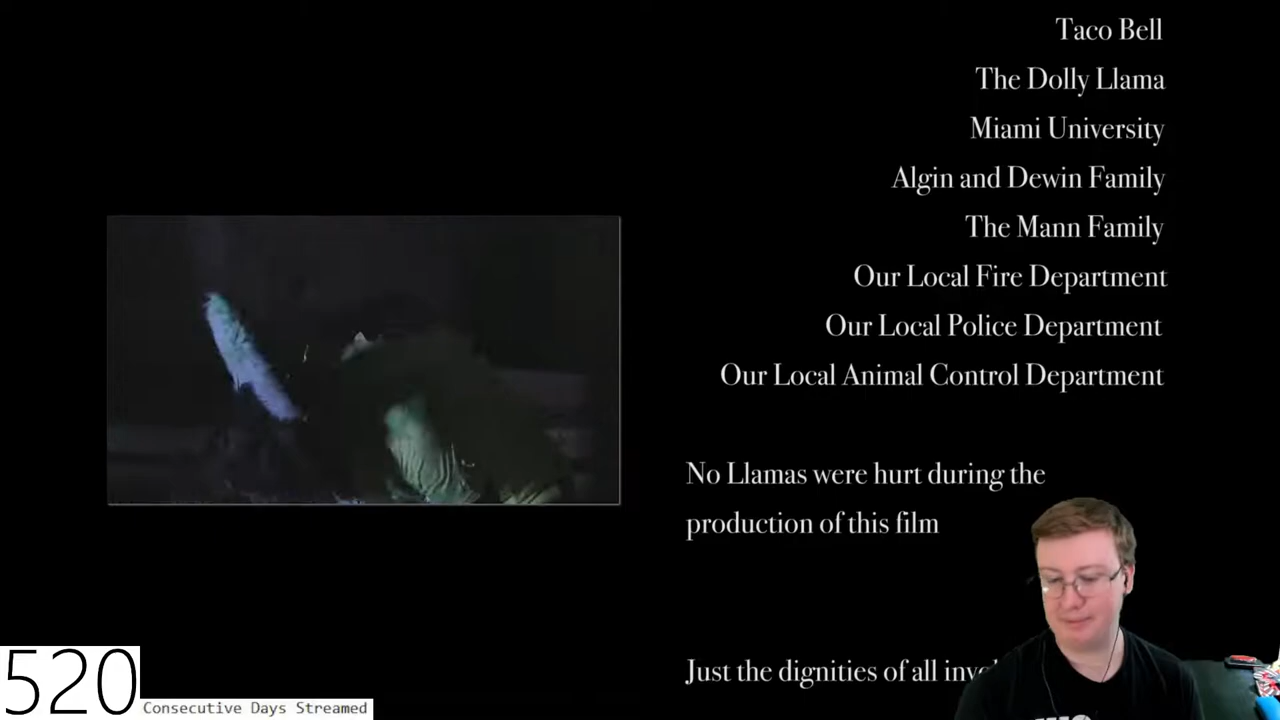 Taco Bell
The Dolly Llama
Miami University
Algin and Dewin Family
The Mann Family
Our Local Fire Department
Our Local Police Department
Our Local Animal Control Department
No Llamas were hurt during the
production of this film
Just the dignities of all
520
Consecutive Days Streamed